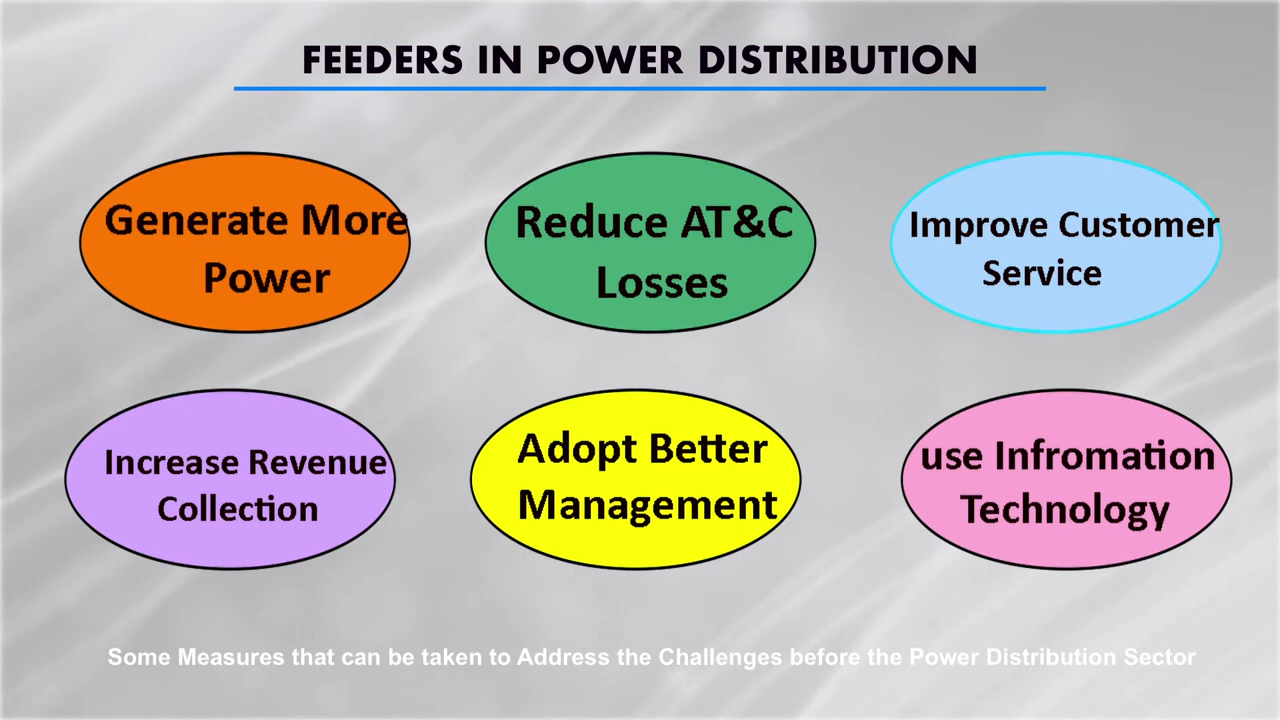 FEEDERS IN POWER DISTRIBUTION
Generate More
Power
Reduce AT&C
Losses
Improve Customer
Service
Increase Revenue
Collection
Adopt Better
Management
use Infromation
Technology
Some Measures that can be taken to Address the Challenges before the Power Distribution Sector